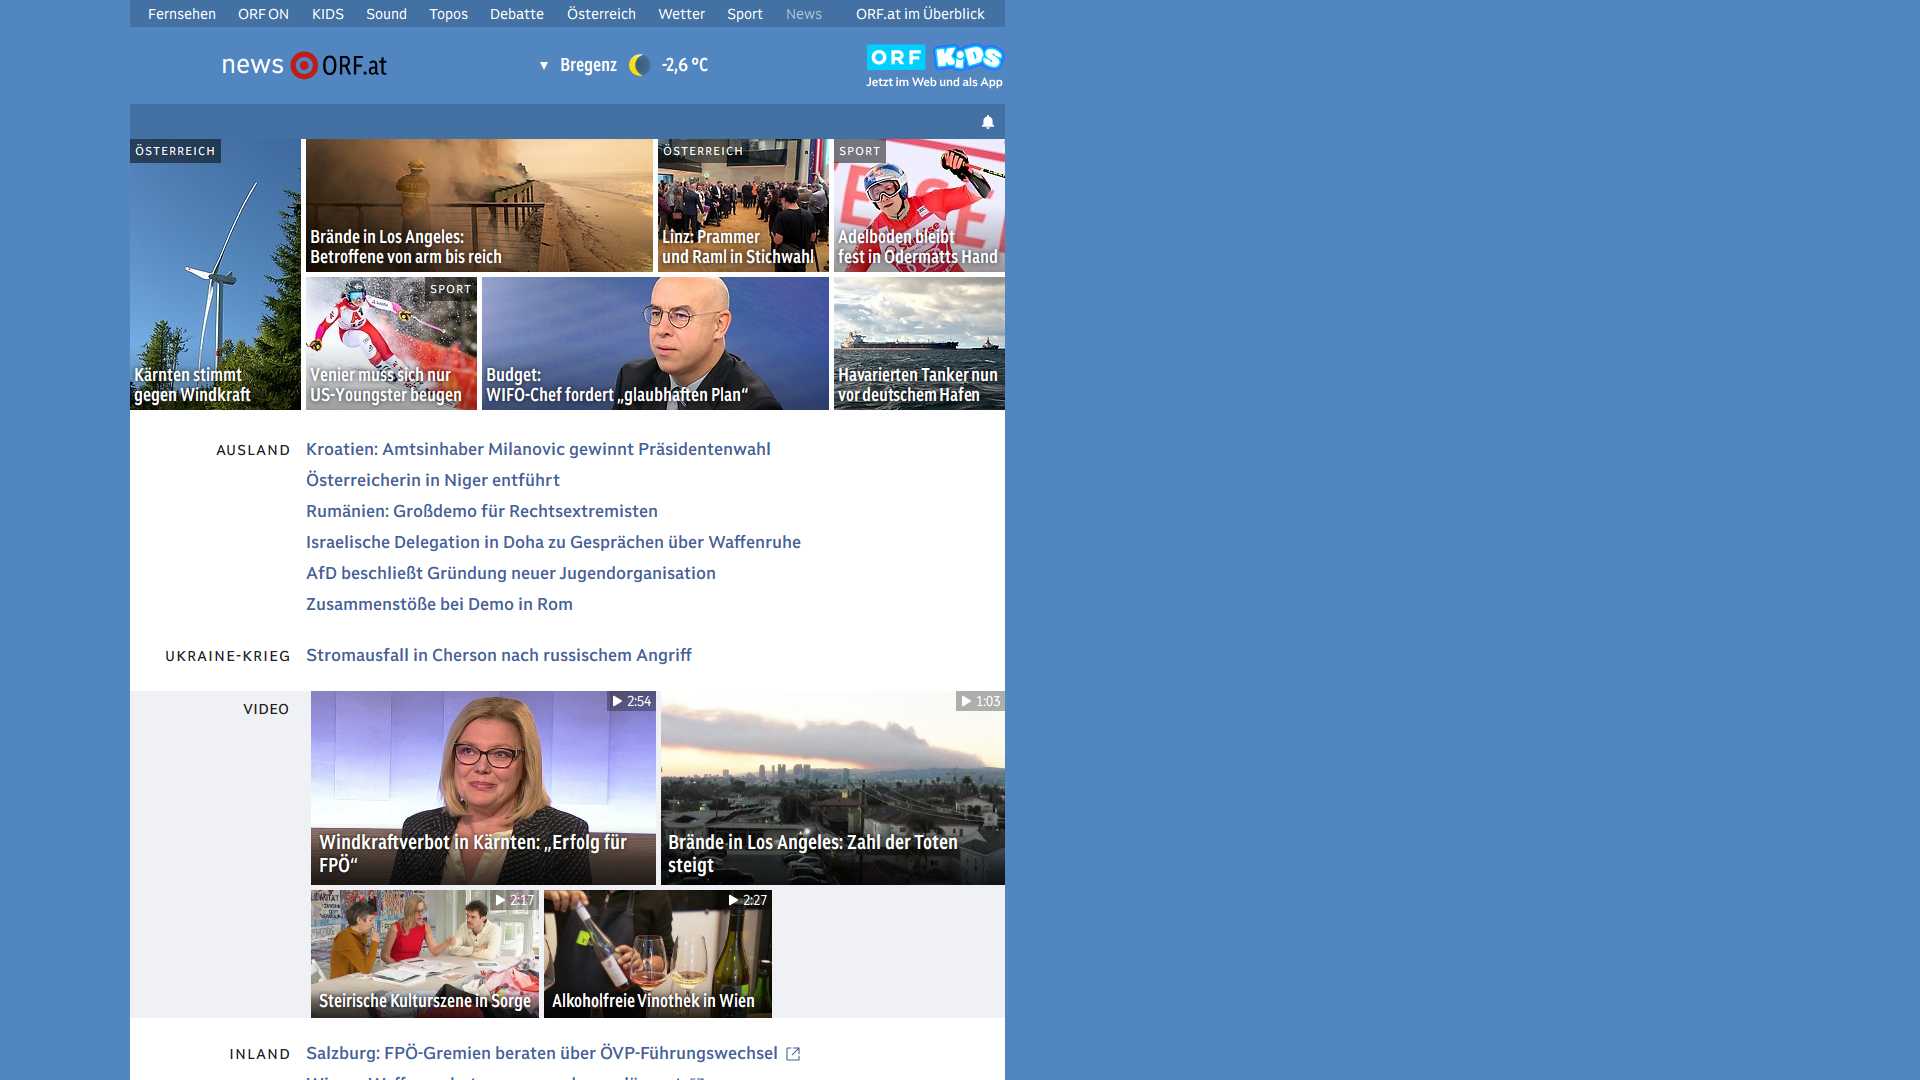 Fernsehen ORF ON KIDS Sound Topos Debatte Österreich Wetter Sport News ORF.at im Überblick
news ORF.at
▼ Bregenz -2,6 °C
ORF KiDS
Jetzt im Web und als App
ÖSTERREICH
Kärnten stimmt
gegen Windkraft
Brände in Los Angeles:
Betroffene von arm bis reich
ÖSTERREICH
Linz: Prammer
und Raml in Stichwahl
SPORT
Adelboden bleibt
fest in Odermatts Hand
SPORT
Venier muss sich nur
US-Youngster beugen
Budget:
WIFO-Chef fordert „glaubhaften Plan“
Havarierten Tanker nun
vor deutschem Hafen
AUSLAND
Kroatien: Amtsinhaber Milanovic gewinnt Präsidentenwahl
Österreicherin in Niger entführt
Rumänien: Großdemo für Rechtsextremisten
Israelische Delegation in Doha zu Gesprächen über Waffenruhe
AfD beschließt Gründung neuer Jugendorganisation
Zusammenstöße bei Demo in Rom
UKRAINE-KRIEG
Stromausfall in Cherson nach russischem Angriff
VIDEO
2:54
Windkraftverbot in Kärnten: „Erfolg für
FPÖ“
1:03
Brände in Los Angeles: Zahl der Toten
steigt
2:17
Steirische Kulturszene in Sorge
2:27
Alkoholfreie Vinothek in Wien
INLAND
Salzburg: FPÖ-Gremien beraten über ÖVP-Führungswechsel